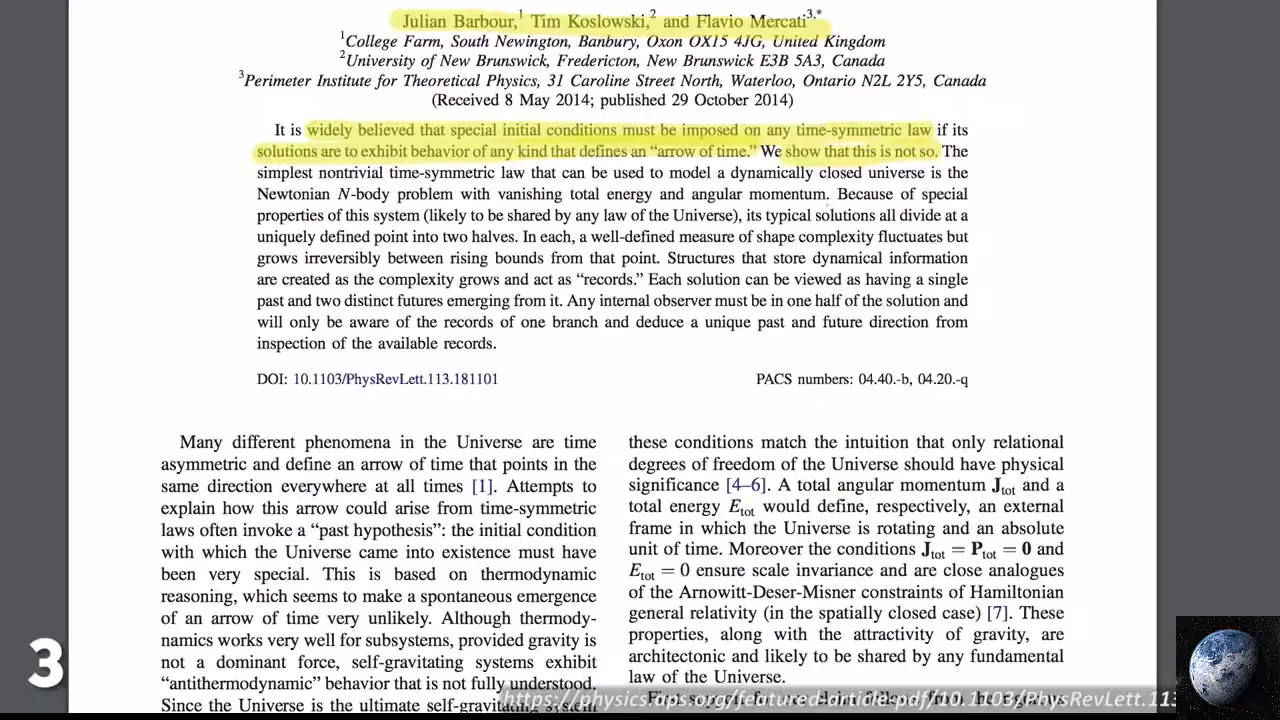 Julian Barbour,1 Tim Koslowski,2 and Flavio Mercati3,*
1College Farm, South Newington, Banbury, Oxon OX15 4JG, United Kingdom
2University of New Brunswick, Fredericton, New Brunswick E3B 5A3, Canada
3Perimeter Institute for Theoretical Physics, 31 Caroline Street North, Waterloo, Ontario N2L 2Y5, Canada
(Received 8 May 2014; published 29 October 2014)
It is widely believed that special initial conditions must be imposed on any time-symmetric law if its
solutions are to exhibit behavior of any kind that defines an “arrow of time.” We show that this is not so. The
simplest nontrivial time-symmetric law that can be used to model a dynamically closed universe is the
Newtonian N-body problem with vanishing total energy and angular momentum. Because of special
properties of this system (likely to be shared by any law of the Universe), its typical solutions all divide at a
uniquely defined point into two halves. In each, a well-defined measure of shape complexity fluctuates but
grows irreversibly between rising bounds from that point. Structures that store dynamical information
are created as the complexity grows and act as “records.” Each solution can be viewed as having a single
past and two distinct futures emerging from it. Any internal observer must be in one half of the solution and
will only be aware of the records of one branch and deduce a unique past and future direction from
inspection of the available records.
DOI: 10.1103/PhysRevLett.113.181101
PACS numbers: 04.40.-b, 04.20.-q
Many different phenomena in the Universe are time
asymmetric and define an arrow of time that points in the
same direction everywhere at all times [1]. Attempts to
explain how this arrow could arise from time-symmetric
laws often invoke a “past hypothesis”: the initial condition
with which the Universe came into existence must have
been very special. This is based on thermodynamic
reasoning, which seems to make a spontaneous emergence
of an arrow of time very unlikely. Although thermody-
namics works very well for subsystems, provided gravity is
not a dominant force, self-gravitating systems exhibit
“antithermodynamic” behavior that is not fully understood.
Since the Universe is the ultimate self-gravitating system
these conditions match the intuition that only relational
degrees of freedom of the Universe should have physical
significance [4–6]. A total angular momentum Jtot and a
total energy Etot would define, respectively, an external
frame in which the Universe is rotating and an absolute
unit of time. Moreover the conditions Jtot = Ptot = 0 and
Etot = 0 ensure scale invariance and are close analogues
of the Arnowitt-Deser-Misner constraints of Hamiltonian
general relativity (in the spatially closed case) [7]. These
properties, along with the attractivity of gravity, are
architectonic and likely to be shared by any fundamental
law of the Universe.
First support
3